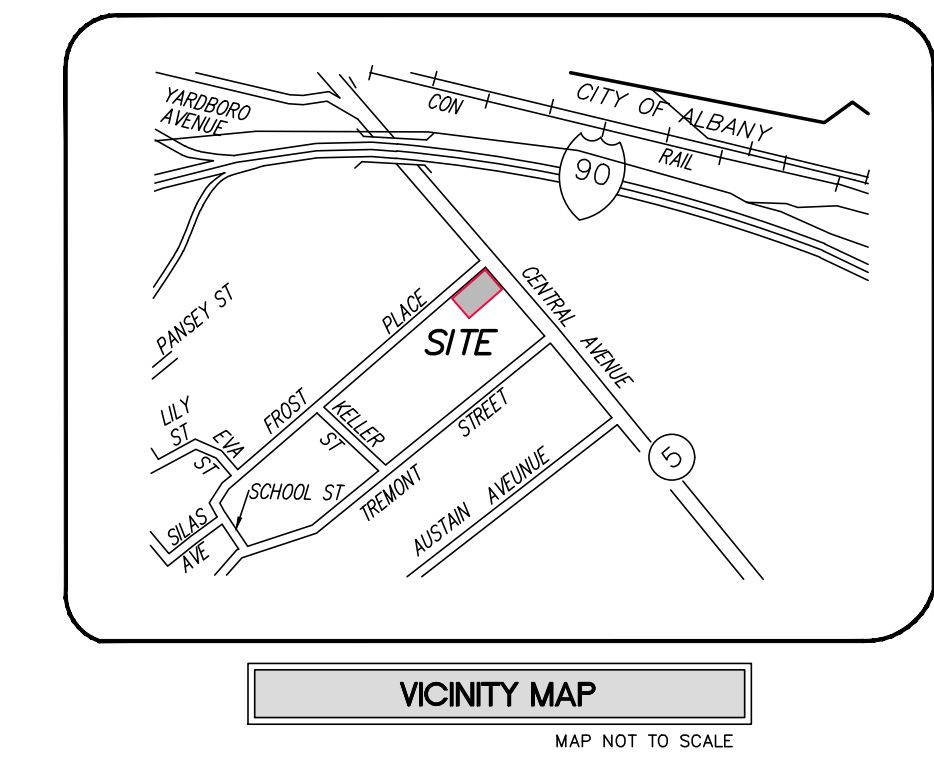 YARDBORO
AVENUE
CON
RAIL
CITY OF ALBANY
90
PANSEY ST
PLACE
FROST
SITE
CENTRAL AVENUE
LILY
ST
EVA
ST
KELLER
ST
STREET
TREMONT
SCHOOL ST
SILAS
AVE
AUSTAIN AVEUNUE
5
VICINITY MAP
MAP NOT TO SCALE